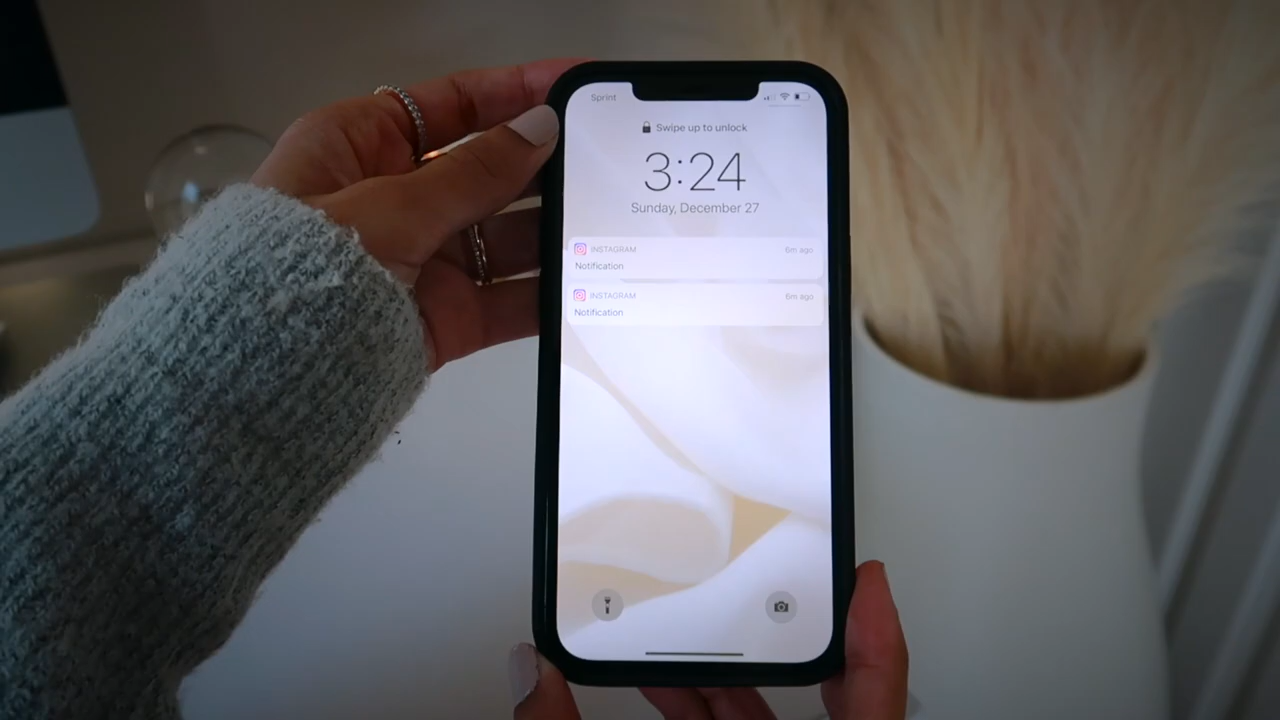 Sprint
Swipe up to unlock
3:24
Sunday, December 27
INSTAGRAM 6m ago
Notification
INSTAGRAM 6m ago
Notification